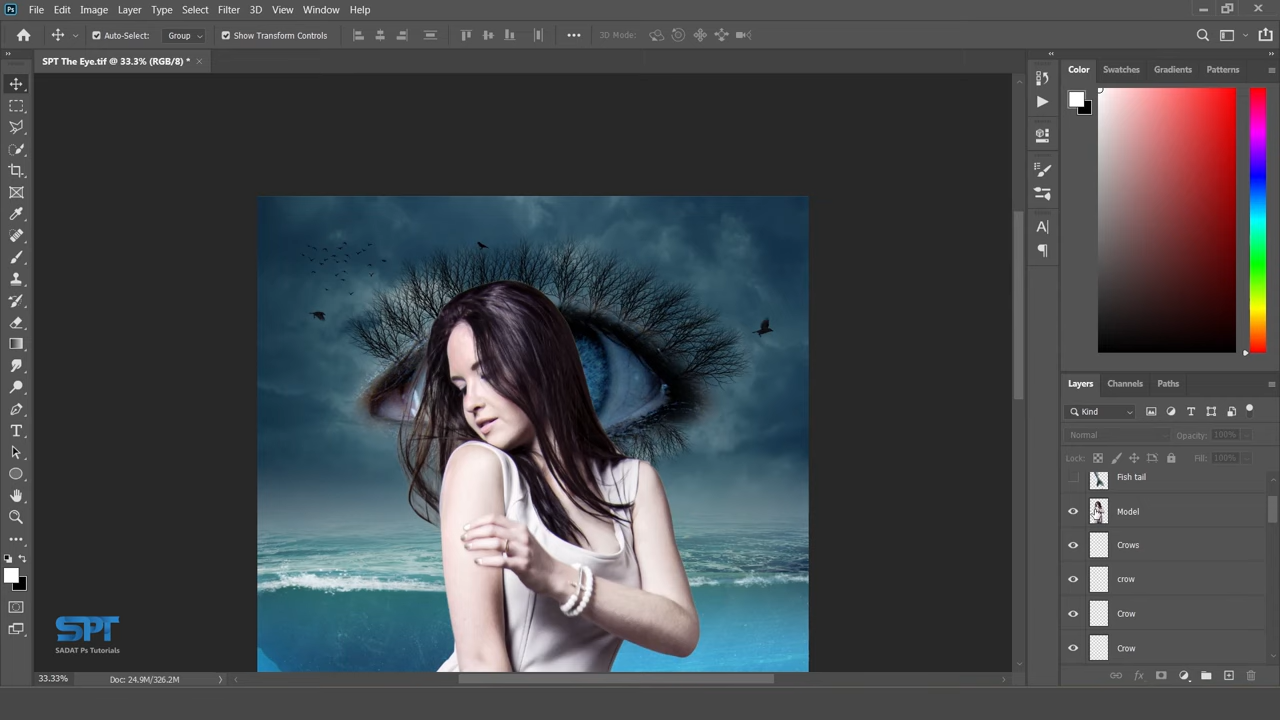 Ps File Edit Image Layer Type Select Filter 3D View Window Help
Auto-Select: Group Show Transform Controls 3D Mode:
SPT The Eye.tif @ 33.3% (RGB/8) *
Color Swatches Gradients Patterns
Layers Channels Paths
Kind
Normal Opacity: 100%
Lock: Fill: 100%
Fish tail
Model
Crows
crow
Crow
Crow
SPT
SADAT Ps Tutorials
33.33% Doc: 24.9M/326.2M